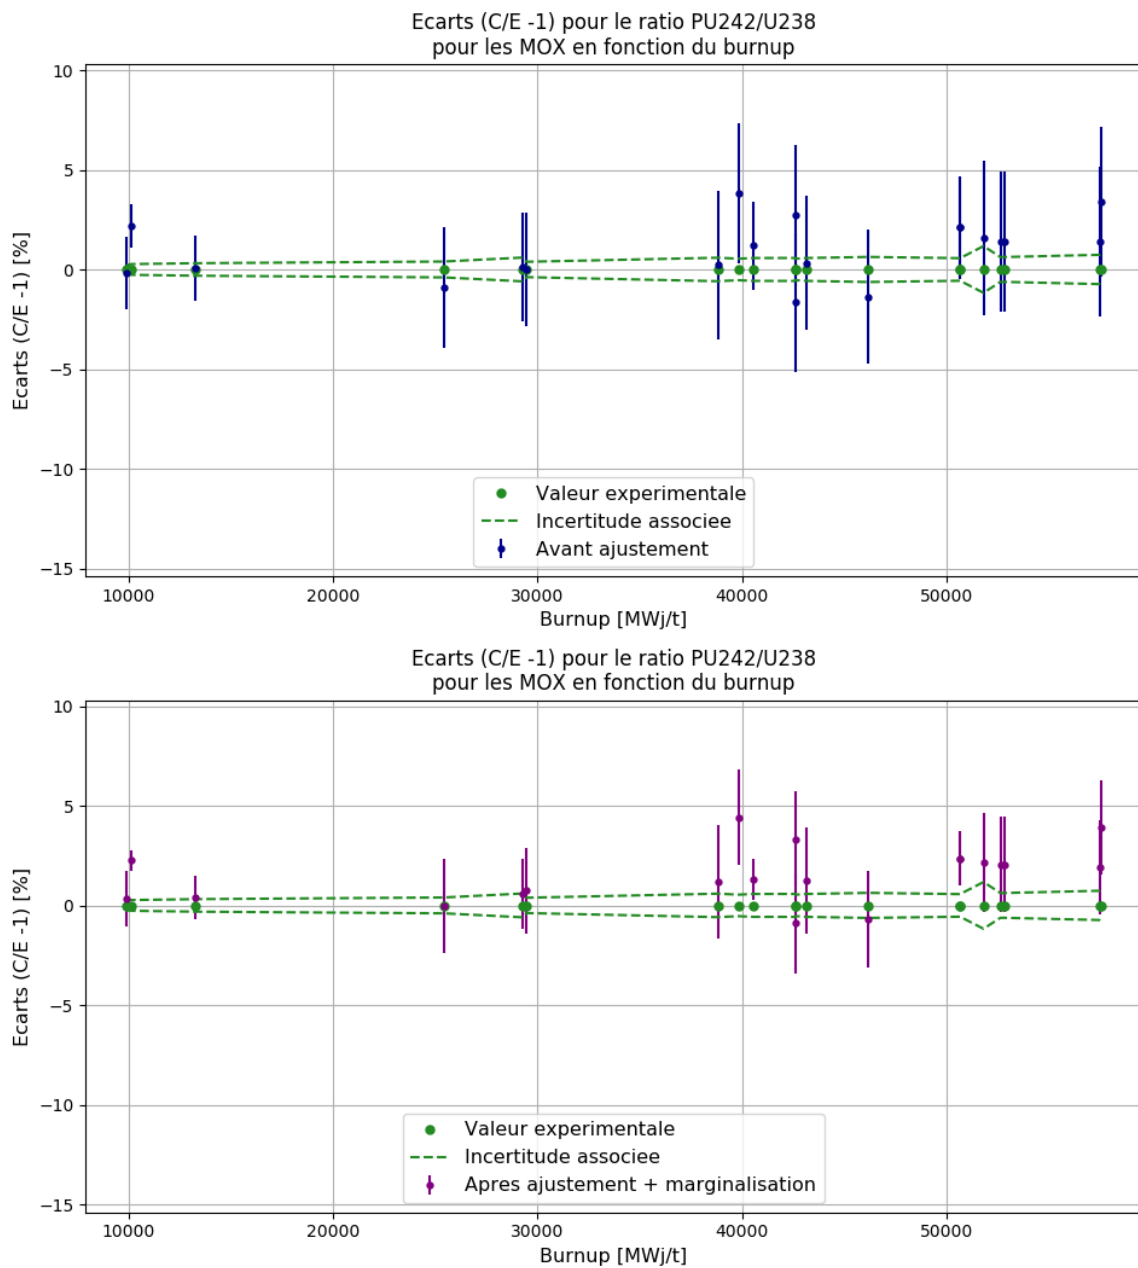 Ecarts (C/E -1) pour le ratio PU242/U238
pour les MOX en fonction du burnup
Ecarts (C/E -1) [%]
10
5
0
−5
−10
−15
Valeur experimentale
Incertitude associee
Avant ajustement
10000 20000 30000 40000 50000
Burnup [MWj/t]
Ecarts (C/E -1) pour le ratio PU242/U238
pour les MOX en fonction du burnup
Ecarts (C/E -1) [%]
10
5
0
−5
−10
−15
Valeur experimentale
Incertitude associee
Apres ajustement + marginalisation
10000 20000 30000 40000 50000
Burnup [MWj/t]